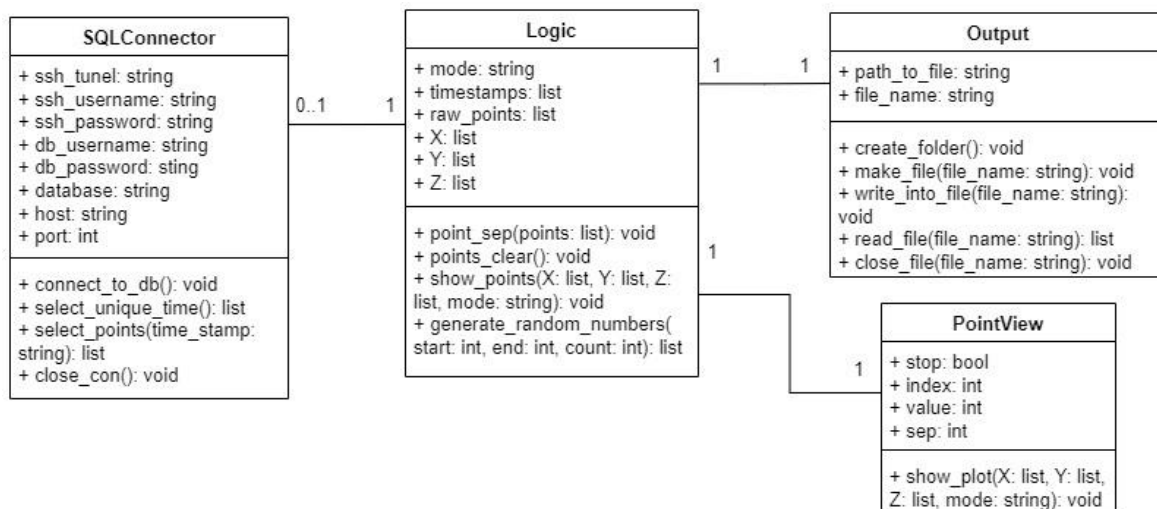 SQLConnector
+ ssh_tunel: string
+ ssh_username: string
+ ssh_password: string
+ db_username: string
+ db_password: sting
+ database: string
+ host: string
+ port: int
+ connect_to_db(): void
+ select_unique_time(): list
+ select_points(time_stamp:
string): list
+ close_con(): void
0..1
1
Logic
+ mode: string
+ timestamps: list
+ raw_points: list
+ X: list
+ Y: list
+ Z: list
+ point_sep(points: list): void
+ points_clear(): void
+ show_points(X: list, Y: list, Z:
list, mode: string): void
+ generate_random_numbers(
start: int, end: int, count: int): list
1
1
Output
+ path_to_file: string
+ file_name: string
+ create_folder(): void
+ make_file(file_name: string): void
+ write_into_file(file_name: string):
void
+ read_file(file_name: string): list
+ close_file(file_name: string): void
1
1
PointView
+ stop: bool
+ index: int
+ value: int
+ sep: int
+ show_plot(X: list, Y: list,
Z: list, mode: string): void